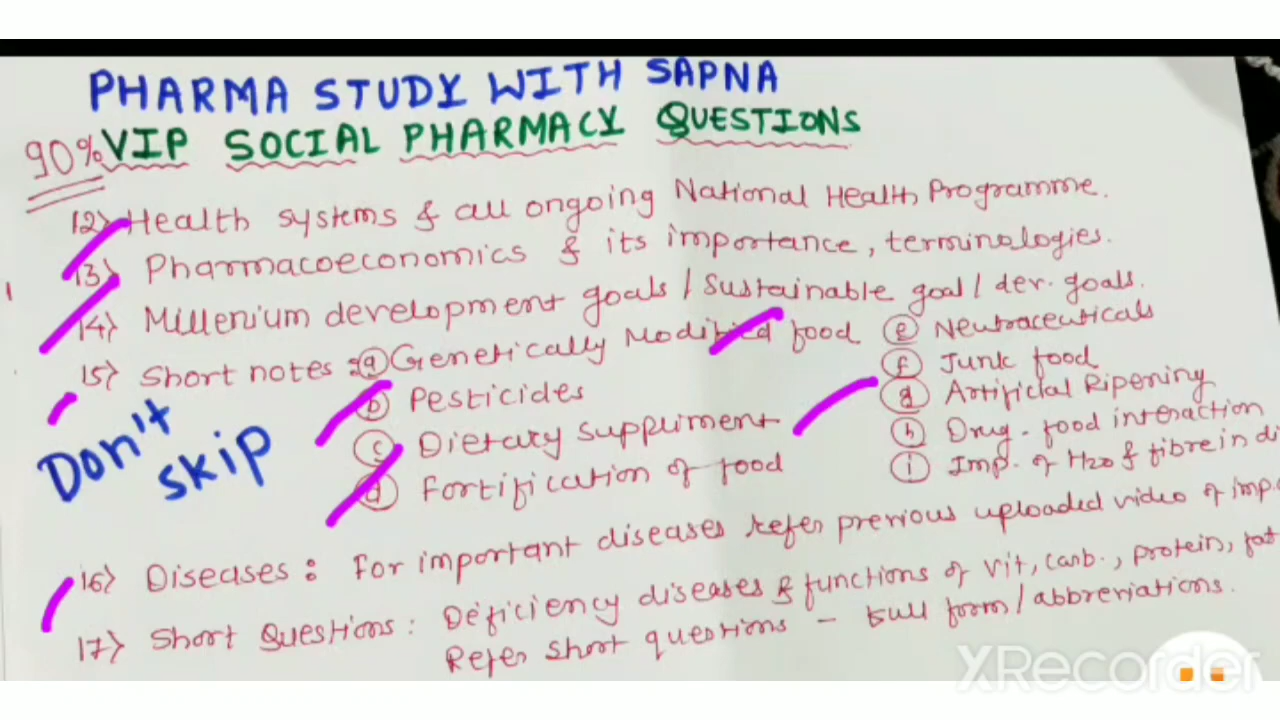 PHARMA STUDY WITH SAPNA
90% VIP SOCIAL PHARMACY QUESTIONS
12) Health systems & all ongoing National Health Programme.
13) Pharmacoeconomics & its importance, terminologies.
14) Millenium development goals / Sustainable goal / dev. goals.
15) Short notes : (a) Genetically Modified food
(b) Pesticides
(c) Dietary suppliment
(d) Fortification of food
(e) Neutraceuticals
(f) Junk food
(g) Artificial Ripening
(h) Drug - food interaction
(i) Imp. of H2O & fibre in di
Don't skip
16) Diseases : For important diseases refer previous uploaded video of imp.
17) Short Questions : Deficiency diseases & functions of Vit, carb., protein, fat
Refer short questions - full form / abbreviations.
XRecorder